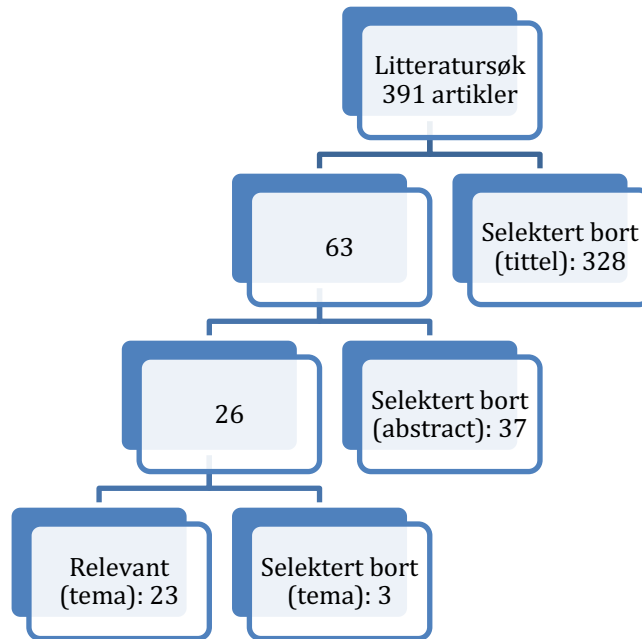 Litteratursøk
391 artikler
63
Selektert bort
(tittel): 328
26
Selektert bort
(abstract): 37
Relevant
(tema): 23
Selektert bort
(tema): 3